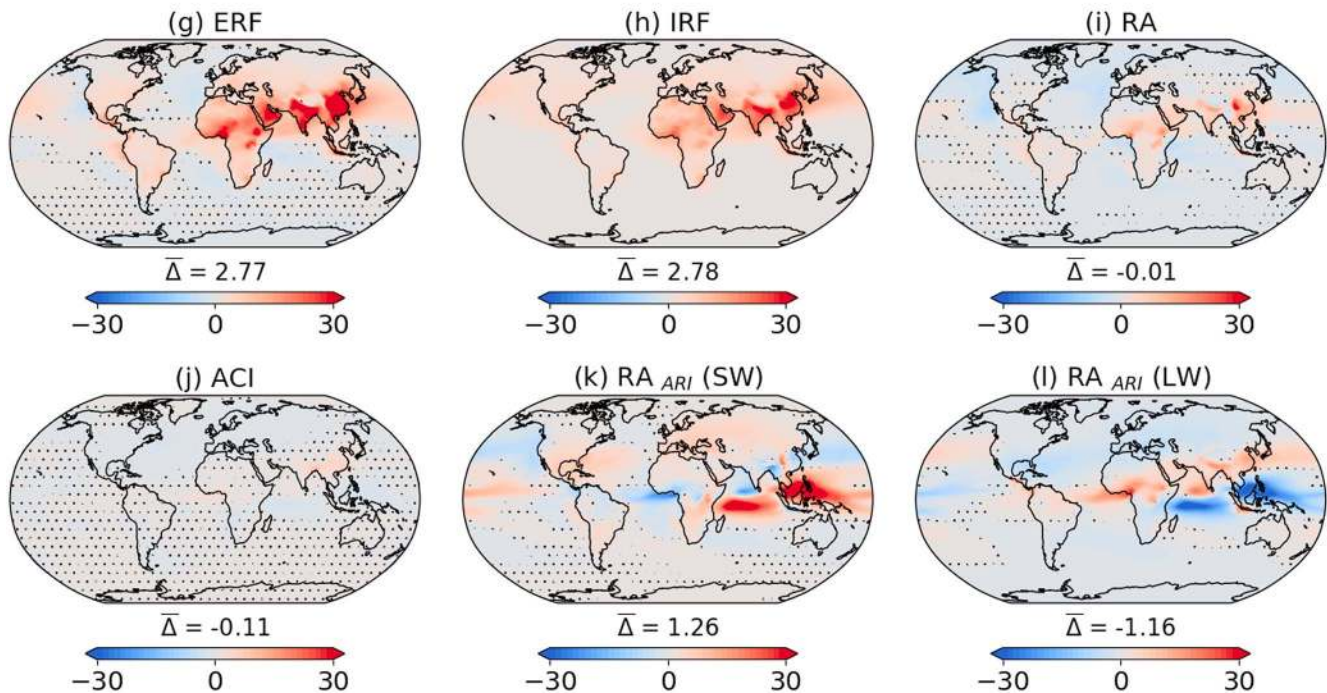 (g) ERF
(h) IRF
(i) RA
Δ̅ = 2.77
Δ̅ = 2.78
Δ̅ = -0.01
−30 0 30
−30 0 30
−30 0 30
(j) ACI
(k) RA ARI (SW)
(l) RA ARI (LW)
Δ̅ = -0.11
Δ̅ = 1.26
Δ̅ = -1.16
−30 0 30
−30 0 30
−30 0 30